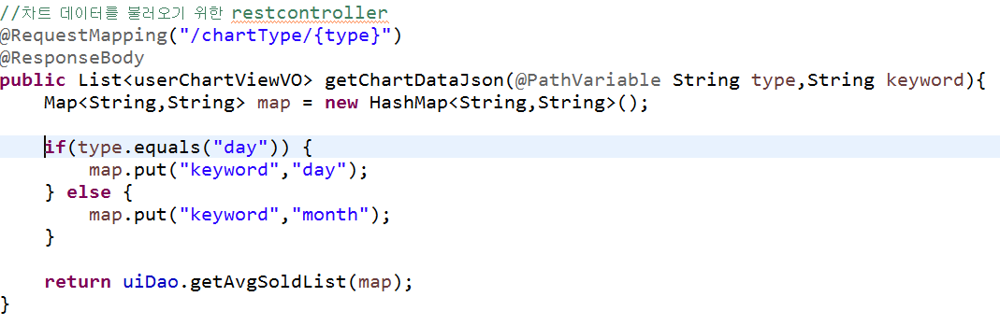 //차트 데이터를 불러오기 위한 restcontroller
@RequestMapping("/chartType/{type}")
@ResponseBody
public List<userChartViewVO> getChartDataJson(@PathVariable String type,String keyword){
    Map<String,String> map = new HashMap<String,String>();
    if(type.equals("day")) {
        map.put("keyword","day");
    } else {
        map.put("keyword","month");
    }
    return uiDao.getAvgSoldList(map);
}